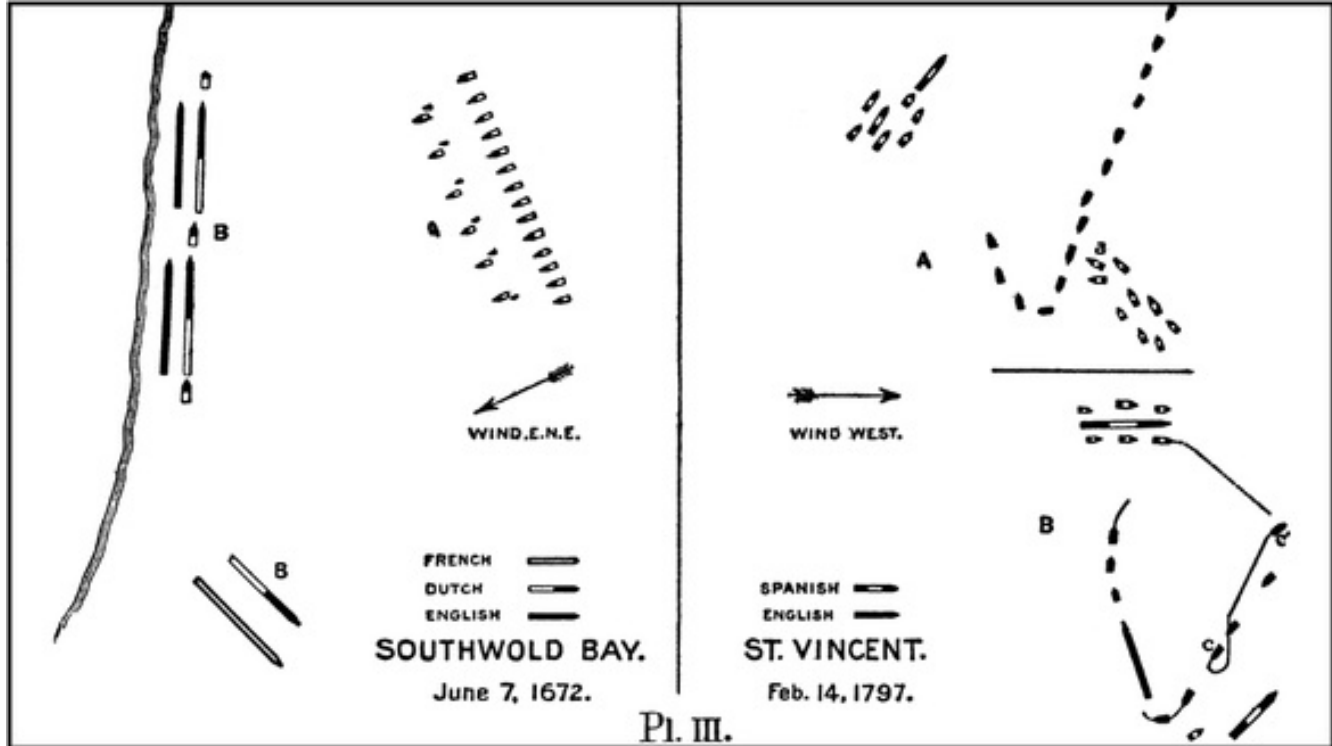 B
WIND.E.N.E.
B
FRENCH
DUTCH
ENGLISH
SOUTHWOLD BAY.
June 7, 1672.
A
a
WIND WEST.
B
c'
c
SPANISH
ENGLISH
ST. VINCENT.
Feb. 14, 1797.
Pl. III.